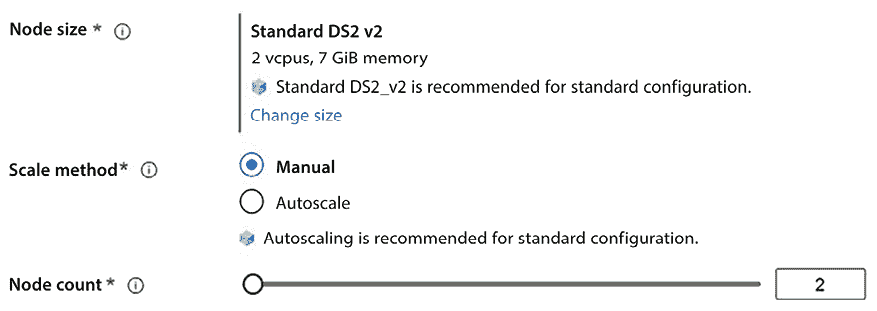 Node size *
Standard DS2 v2
2 vcpus, 7 GiB memory
Standard DS2_v2 is recommended for standard configuration.
Change size
Scale method*
Manual
Autoscale
Autoscaling is recommended for standard configuration.
Node count *
2